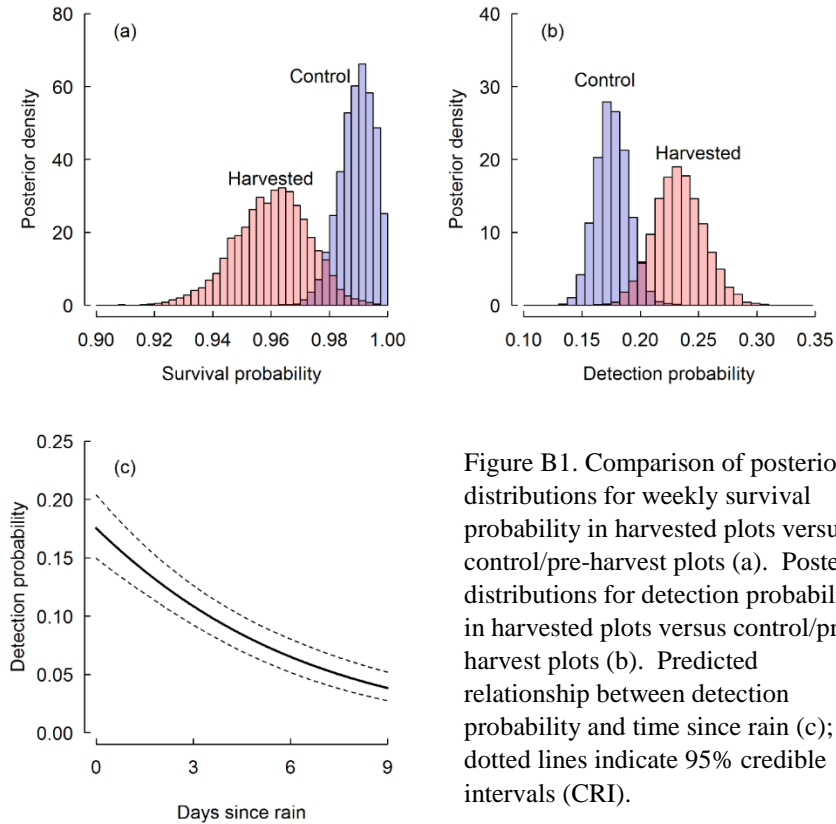 (a)
Posterior density
80
60
40
20
0
Control
Harvested
0.90 0.92 0.94 0.96 0.98 1.00
Survival probability
(b)
Posterior density
40
30
20
10
0
Control
Harvested
0.10 0.15 0.20 0.25 0.30 0.35
Detection probability
(c)
Detection probability
0.25
0.20
0.15
0.10
0.05
0.00
0 3 6 9
Days since rain
Figure B1. Comparison of posterio
distributions for weekly survival
probability in harvested plots versu
control/pre-harvest plots (a). Poste
distributions for detection probabili
in harvested plots versus control/pr
harvest plots (b). Predicted
relationship between detection
probability and time since rain (c);
dotted lines indicate 95% credible
intervals (CRI).